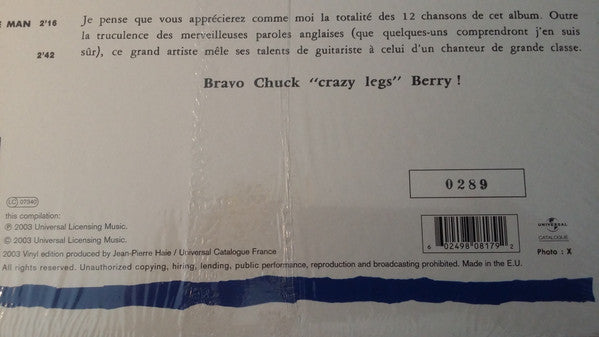 E MAN 2'16
Je pense que vous apprécierez comme moi la totalité des 12 chansons de cet album. Outre
la truculence des merveilleuses paroles anglaises (que quelques-uns comprendront j'en suis
2'42
sûr), ce grand artiste mêle ses talents de guitariste à celui d'un chanteur de grande classe.
Bravo Chuck "crazy legs" Berry !
0289
LC 07340
this compilation:
℗ 2003 Universal Licensing Music.
© 2003 Universal Licensing Music.
2003 Vinyl edition produced by Jean-Pierre Haie / Universal Catalogue France
All rights reserved. Unauthorized copying, hiring, lending, public performance, reproduction and broadcasting prohibited. Made in the E.U.
6 02498 08179 2
UNIVERSAL
CATALOGUE
Photo : X